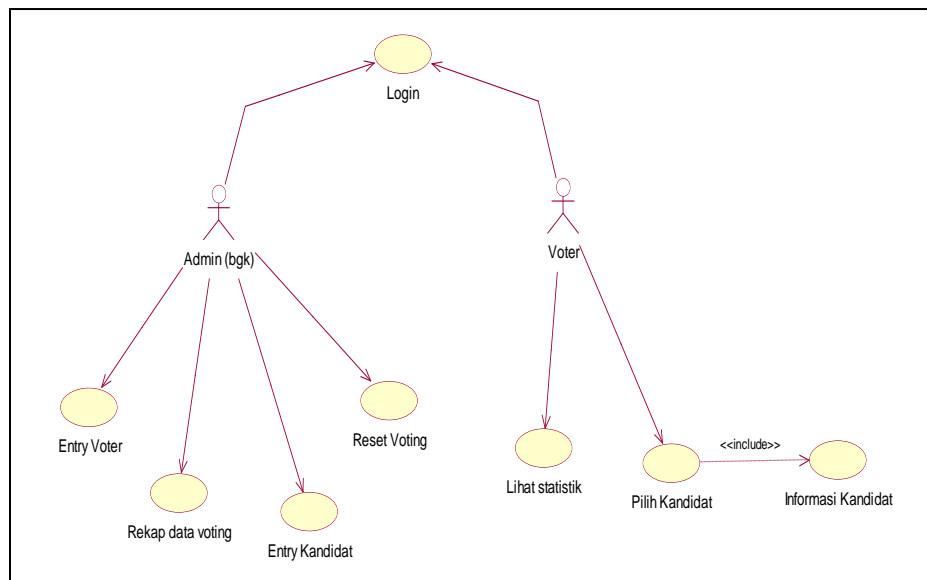 Login
Admin (bgk)
Voter
Entry Voter
Reset Voting
Rekap data voting
Entry Kandidat
Lihat statistik
Pilih Kandidat
<<include>>
Informasi Kandidat